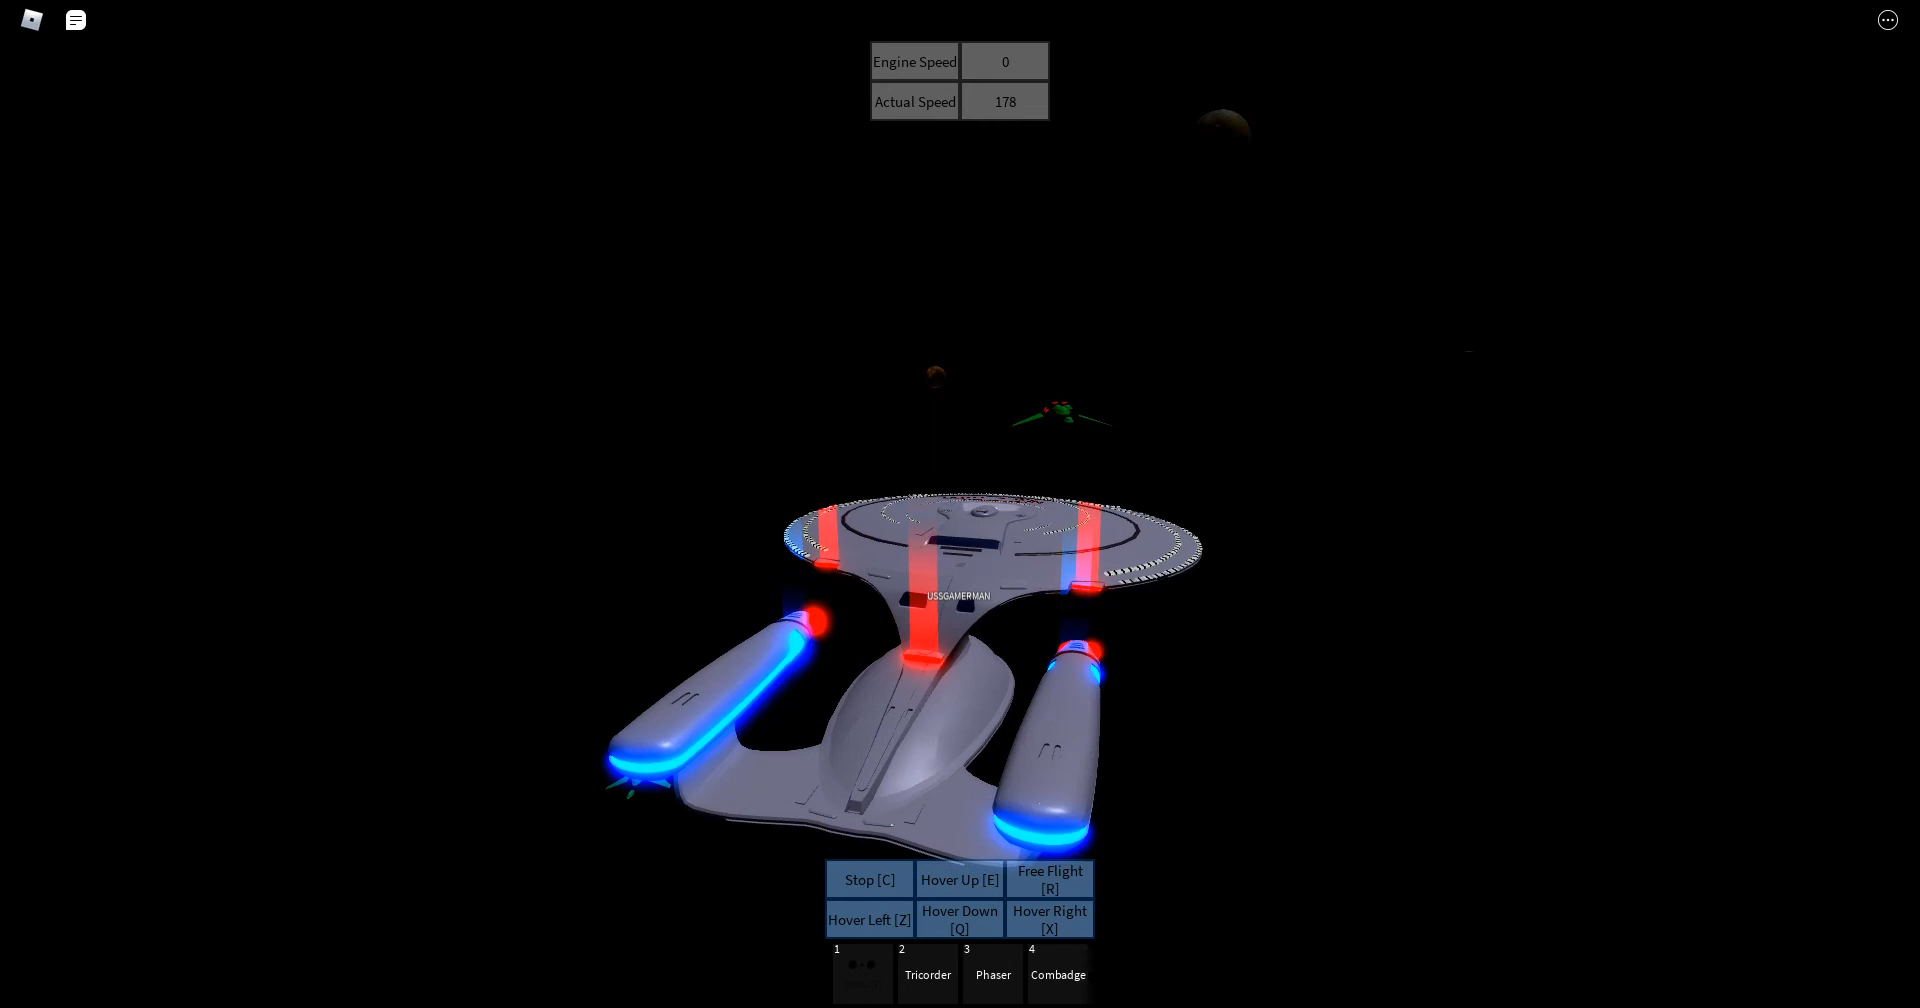 Engine Speed 0
Actual Speed 178
USSGAMERMAN
Stop [C] Hover Up [E] Free Flight
[R]
Hover Left [Z] Hover Down
[Q] Hover Right
[X]
1 2 3 4
Tricorder Phaser Combadge